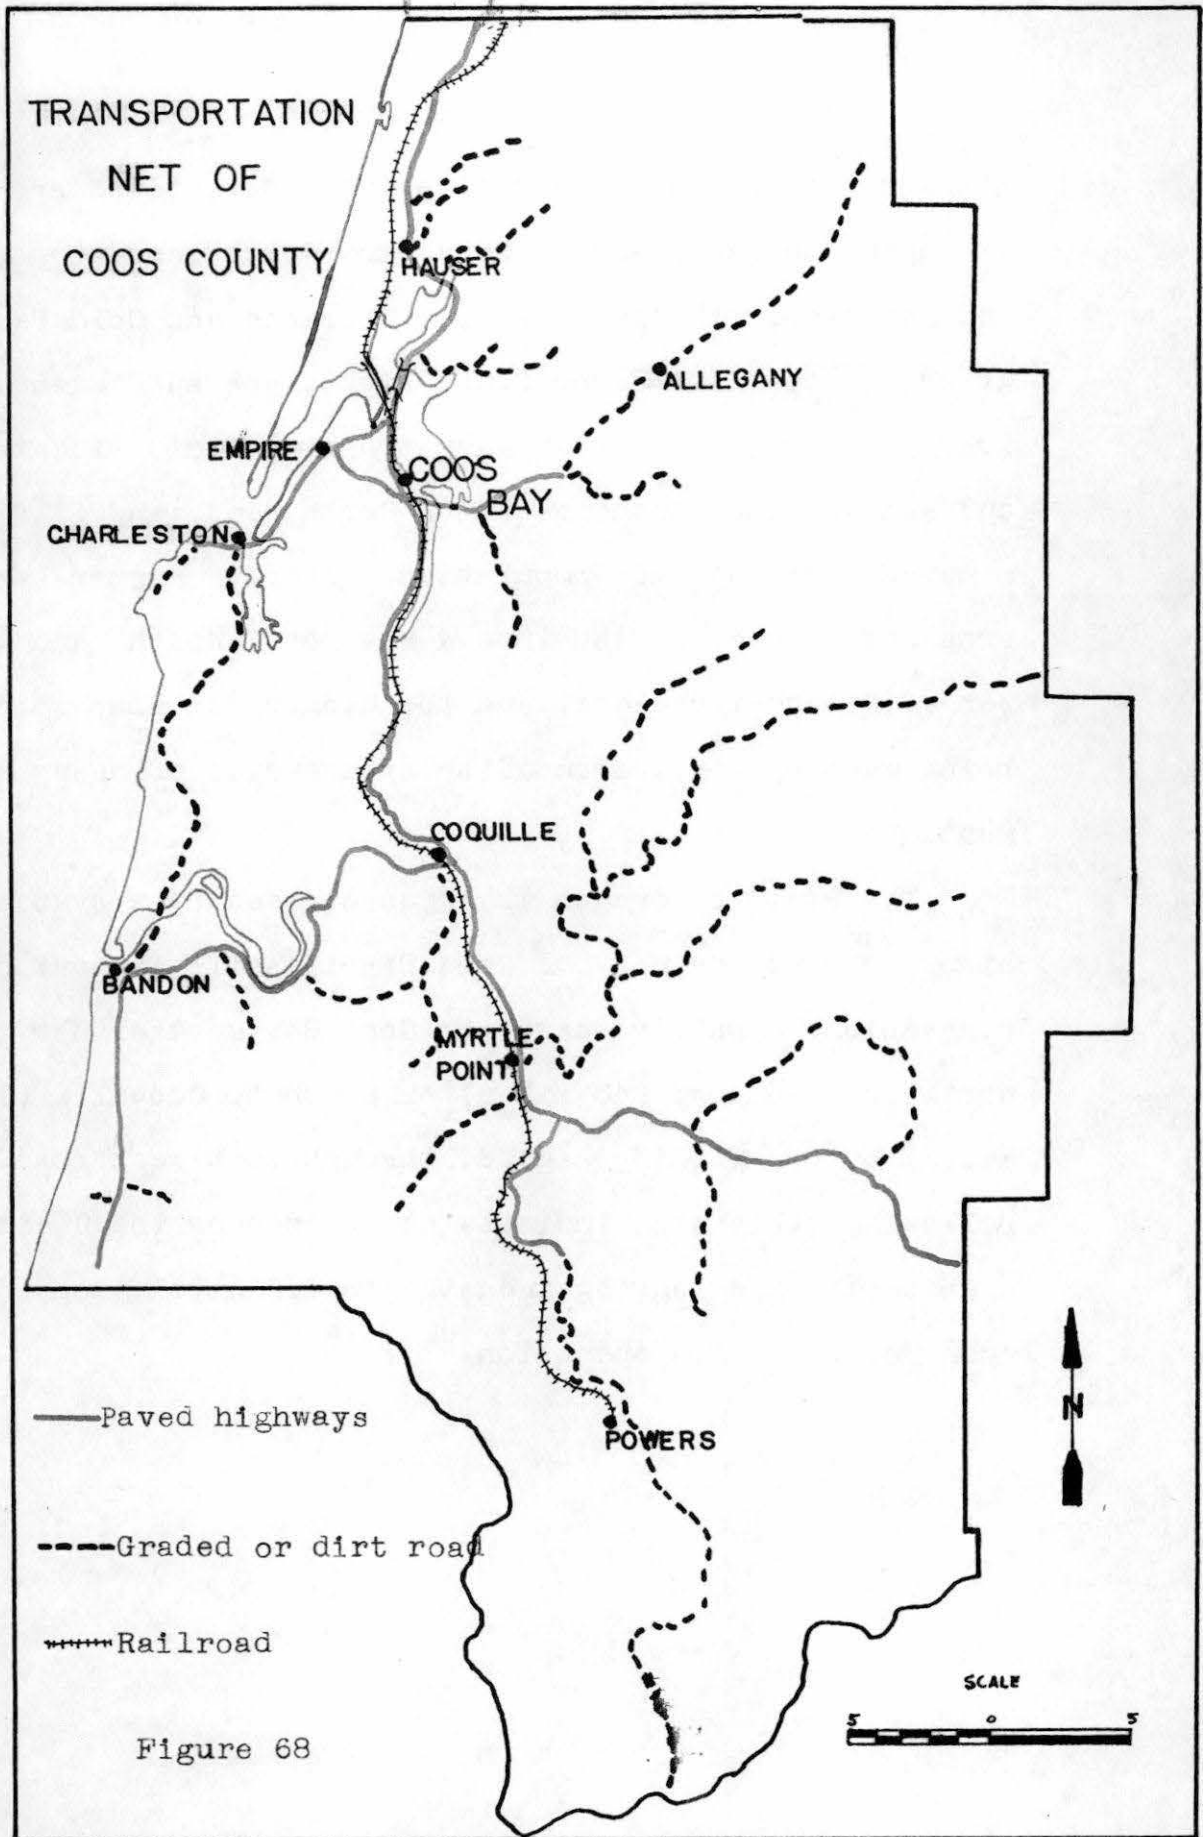 TRANSPORTATION
NET OF
COOS COUNTY
HAUSER
ALLEGANY
EMPIRE
COOS
BAY
CHARLESTON
COQUILLE
BANDON
MYRTLE
POINT
POWERS
N
Paved highways
Graded or dirt road
Railroad
SCALE
5 0 5
Figure 68